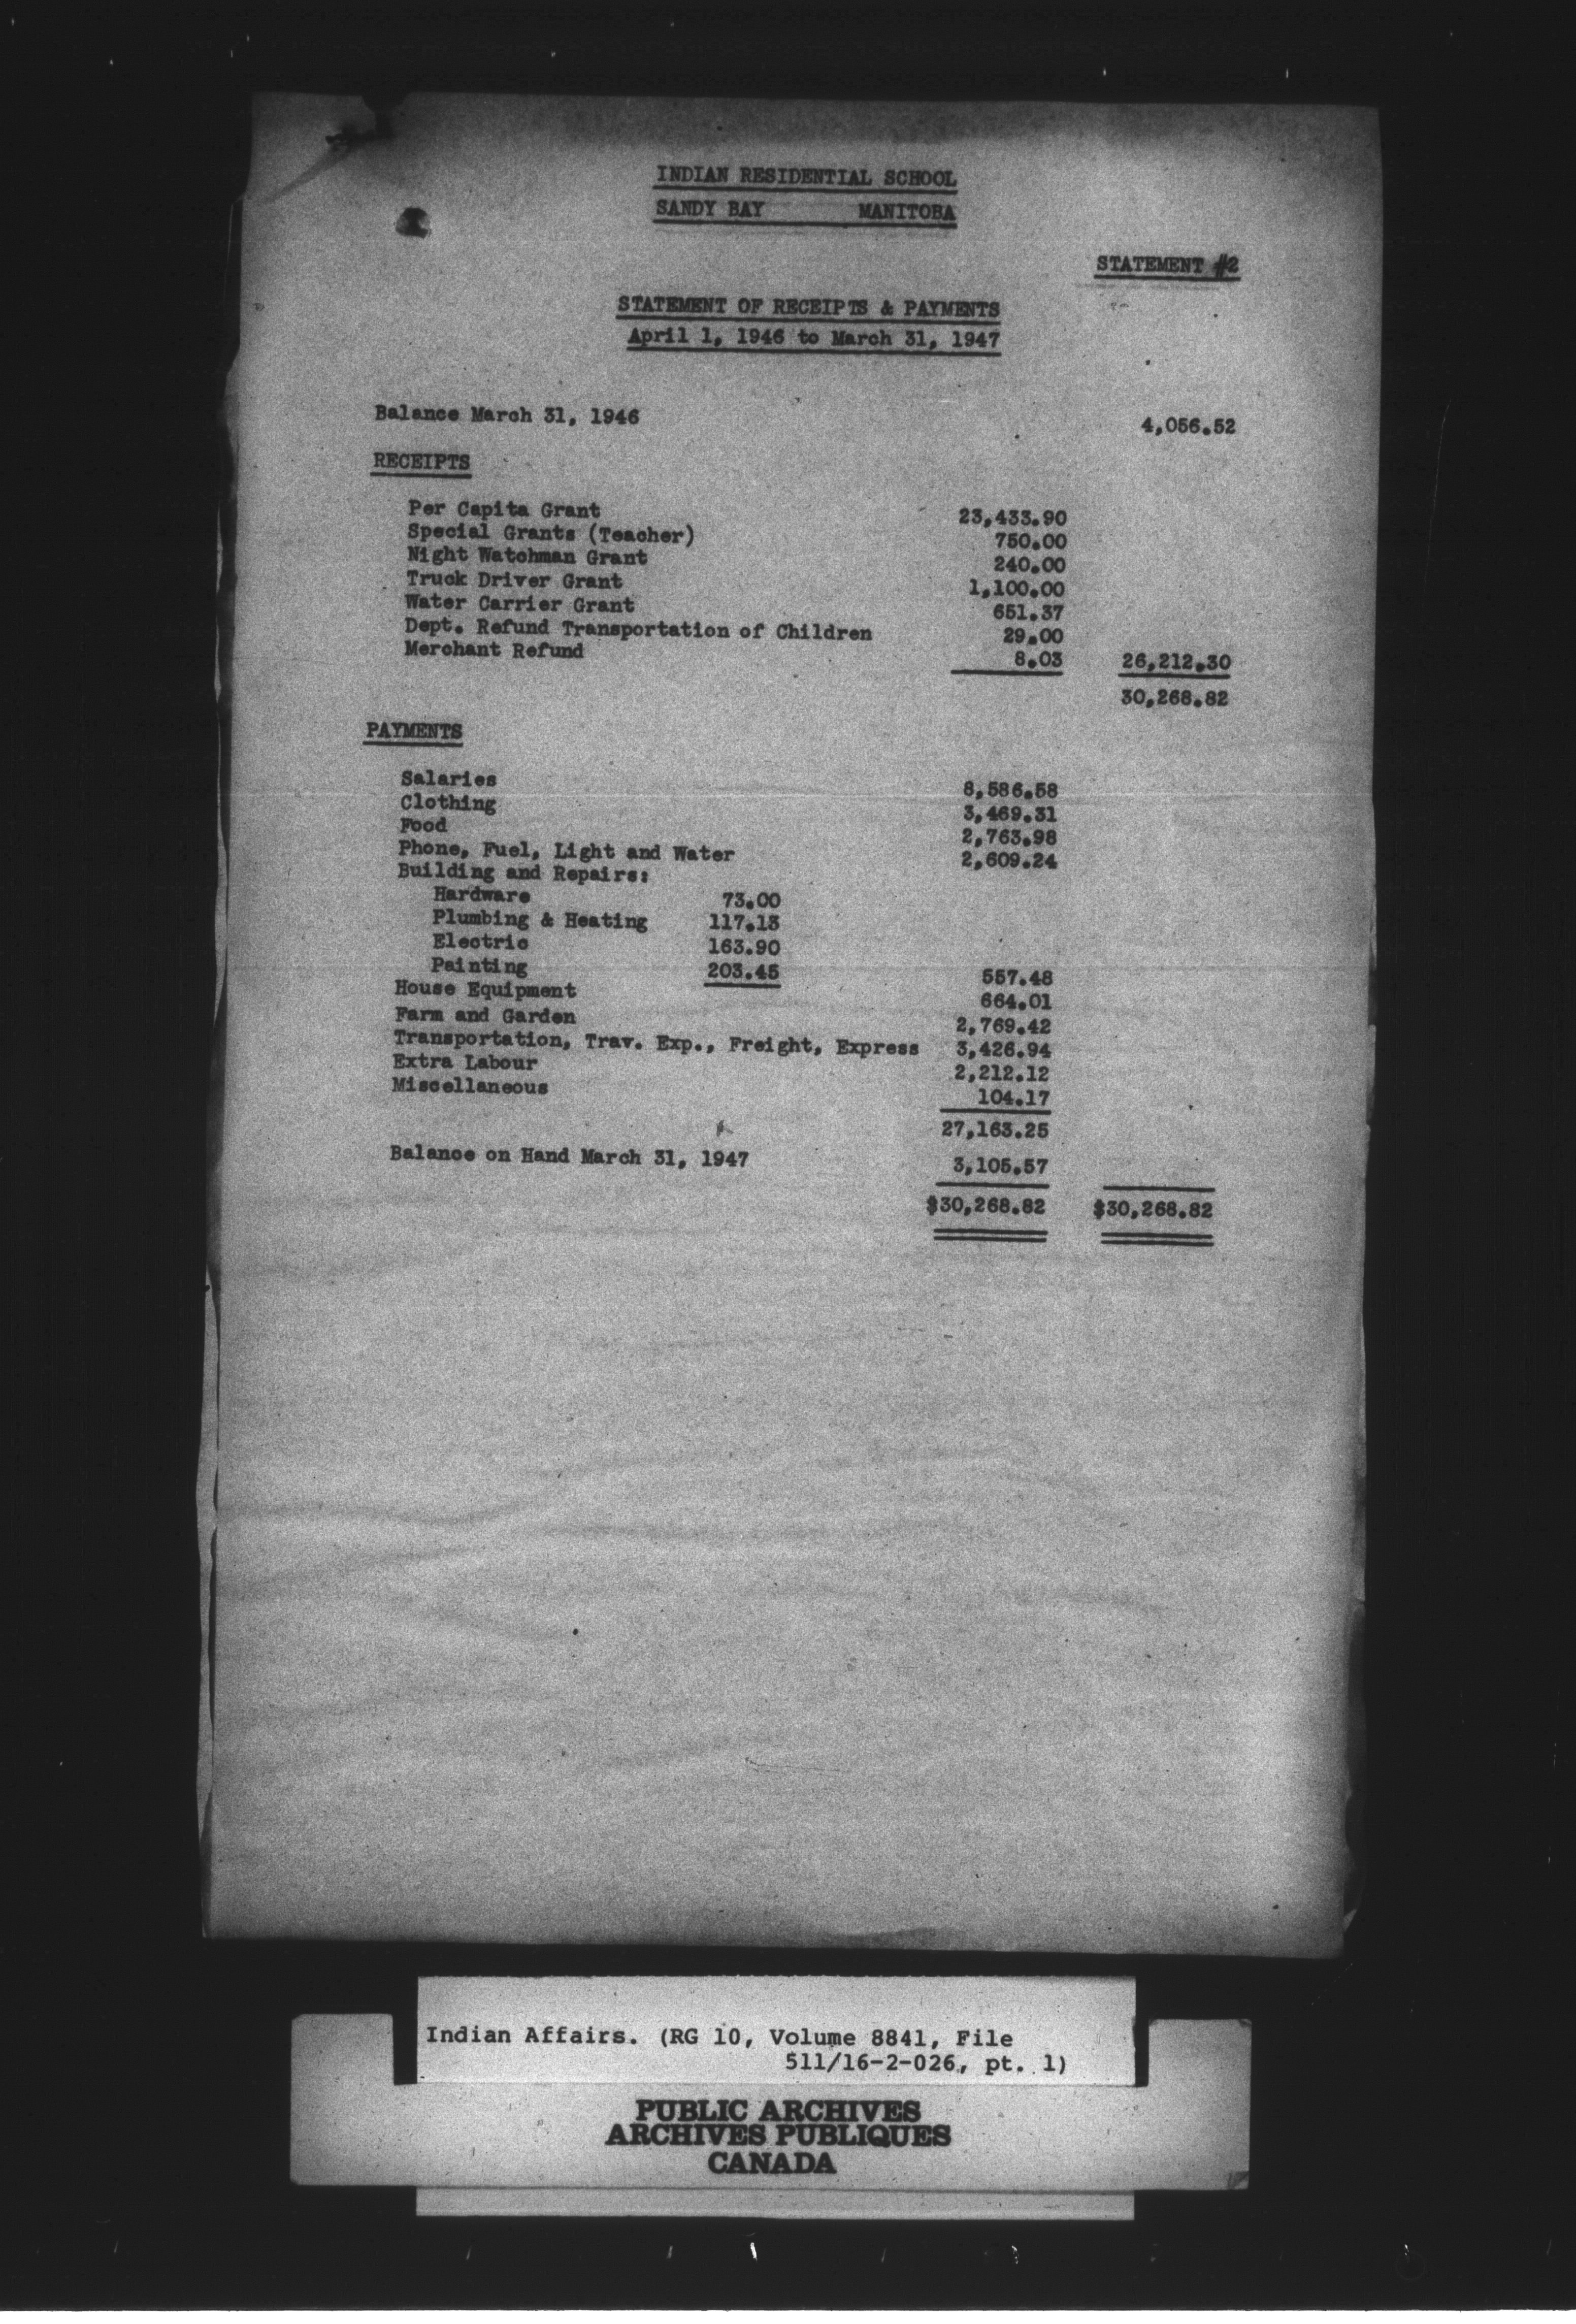 INDIAN RESIDENTIAL SCHOOL
SANDY BAY MANITOBA
STATEMENT #2
STATEMENT OF RECEIPTS & PAYMENTS
April 1, 1946 to March 31, 1947
Balance March 31, 1946 4,056.52
RECEIPTS
Per Capita Grant 23,433.90
Special Grants (Teacher) 750.00
Night Watchman Grant 240.00
Truck Driver Grant 1,100.00
Water Carrier Grant 651.37
Dept. Refund Transportation of Children 29.00
Merchant Refund 8.03 26,212.30
30,268.82
PAYMENTS
Salaries 8,586.58
Clothing 3,469.31
Food 2,763.98
Phone, Fuel, Light and Water 2,609.24
Building and Repairs:
Hardware 73.00
Plumbing & Heating 117.13
Electric 163.90
Painting 203.45 557.48
House Equipment 664.01
Farm and Garden 2,769.42
Transportation, Trav. Exp., Freight, Express 3,426.94
Extra Labour 2,212.12
Miscellaneous 104.17
27,163.25
Balance on Hand March 31, 1947 3,105.57
$30,268.82 $30,268.82
Indian Affairs. (RG 10, Volume 8841, File
511/16-2-026, pt. 1)
PUBLIC ARCHIVES
ARCHIVES PUBLIQUES
CANADA